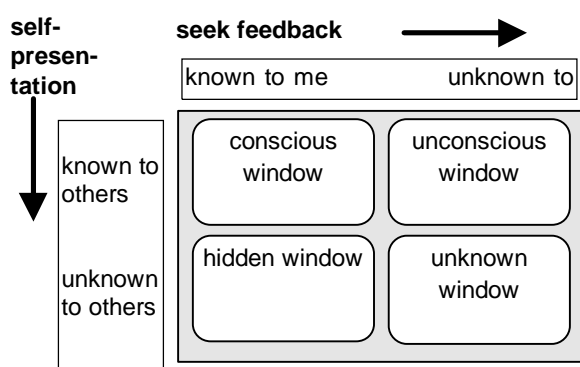 self-
presen-
tation
seek feedback
known to me unknown to
known to
others
unknown
to others
conscious
window
unconscious
window
hidden window
unknown
window